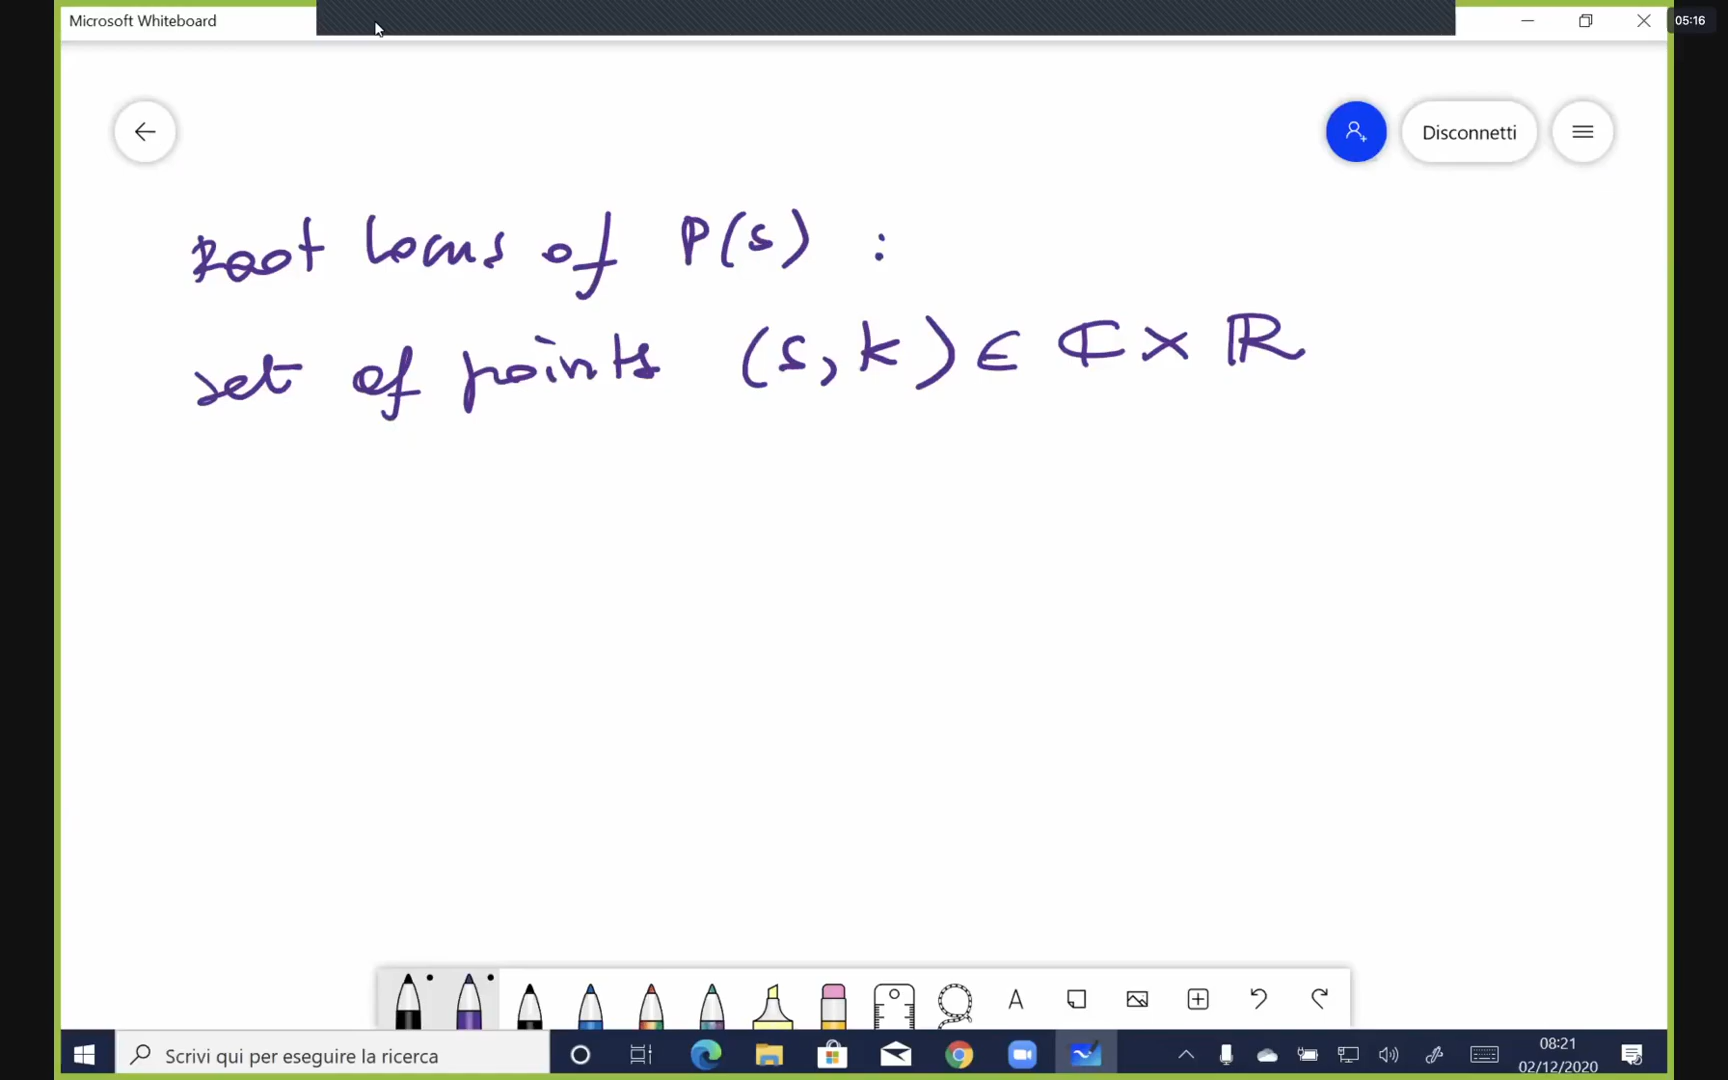 Microsoft Whiteboard
05:16
Disconnetti
Root locus of P(s) :
set of points (s, k) ∈ ℂ × ℝ
A
Scrivi qui per eseguire la ricerca
08:21
02/12/2020